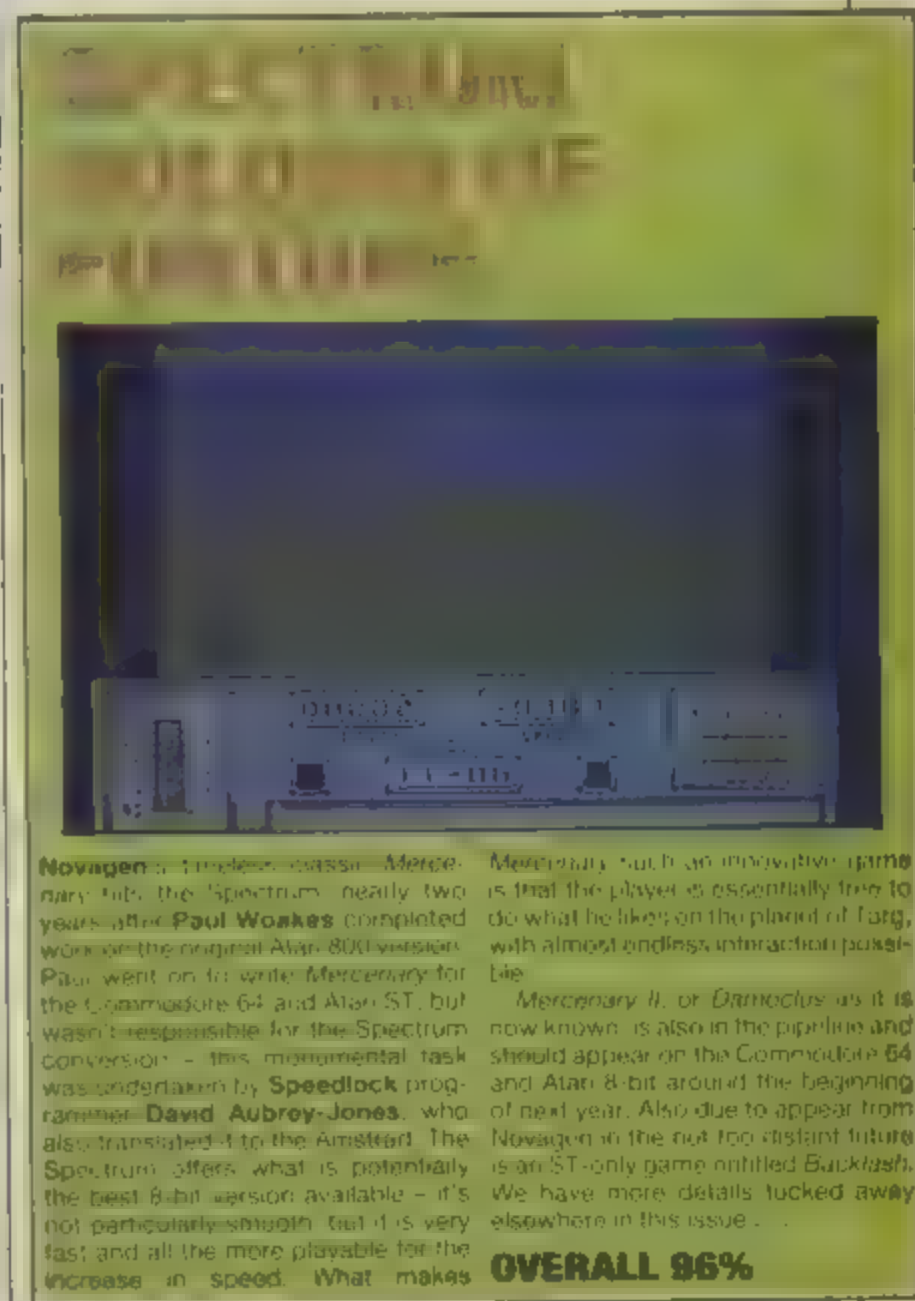 Novagen's timeless classic Merce-
nary hits the Spectrum nearly two
years after Paul Woakes completed
work on the original Atari 800 version.
Paul went on to write Mercenary for
the Commodore 64 and Atari ST, but
wasn't responsible for the Spectrum
conversion – this monumental task
was undertaken by Speedlock prog-
rammer David Aubrey-Jones, who
also translated it to the Amstrad. The
Spectrum offers what is potentially
the best 8-bit version available – it's
not particularly smooth, but it is very
fast and all the more playable for the
increase in speed. What makes
Mercenary such an innovative game
is that the player is essentially free to
do what he likes on the planet of Targ,
with almost endless interaction possi-
ble.
Mercenary II, or Damoclus as it is
now known, is also in the pipeline and
should appear on the Commodore 64
and Atari 8-bit around the beginning
of next year. Also due to appear from
Novagen in the not too distant future
is an ST-only game entitled Backlash.
We have more details tucked away
elsewhere in this issue . . .
OVERALL 96%